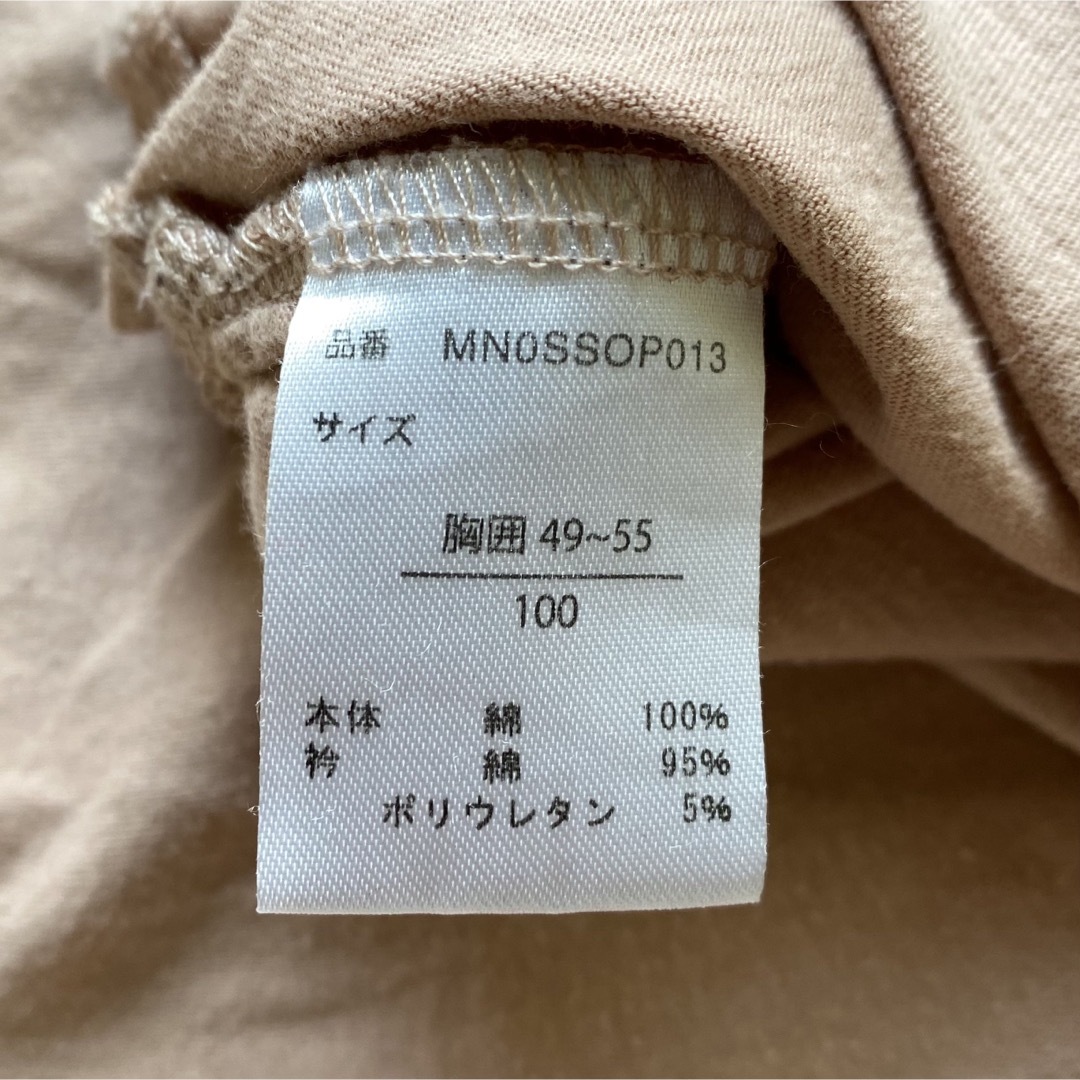 品番 MN0SSOP013
サイズ
胸囲 49~55
100
本体 綿 100%
衿 綿 95%
ポリウレタン 5%